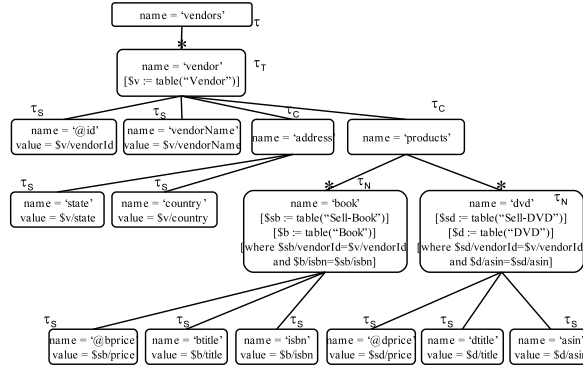 name = ‘vendors’
τ
*
name = ‘vendor’
[$v := table(“Vendor”)]
τT
τS
τS
τC
τC
name = ‘@id’
value = $v/vendorId
name = ‘vendorName’
value = $v/vendorName
name = ‘address’
name = ‘products’
τS
τS
name = ‘state’
value = $v/state
name = ‘country’
value = $v/country
*
τN
name = ‘book’
[$sb := table(“Sell-Book”)]
[$b := table(“Book”)]
[where $sb/vendorId=$v/vendorId
and $b/isbn=$sb/isbn]
*
τN
name = ‘dvd’
[$sd := table(“Sell-DVD”)]
[$d := table(“DVD”)]
[where $sd/vendorId=$v/vendorId
and $d/asin=$sd/asin]
τS
τS
τS
τS
τS
τS
name = ‘@bprice’
value = $sb/price
name = ‘btitle’
value = $b/title
name = ‘isbn’
value = $b/isbn
name = ‘@dprice’
value = $sd/price
name = ‘dtitle’
value = $d/title
name = ‘asin’
value = $d/asin